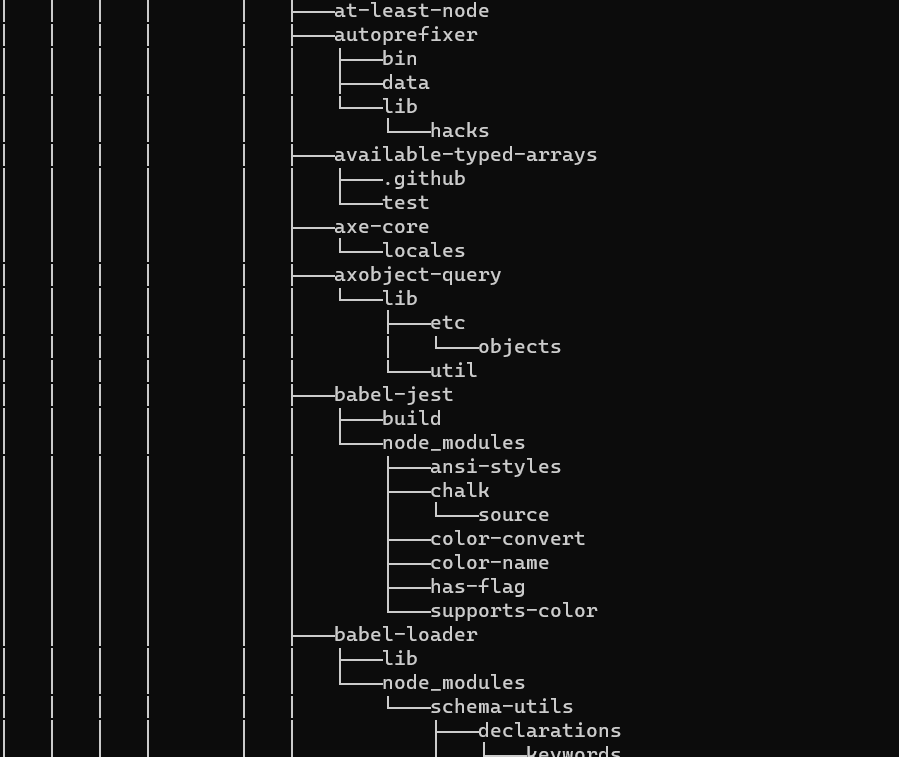 at-least-node
autoprefixer
bin
data
lib
hacks
available-typed-arrays
.github
test
axe-core
locales
axobject-query
lib
etc
objects
util
babel-jest
build
node_modules
ansi-styles
chalk
source
color-convert
color-name
has-flag
supports-color
babel-loader
lib
node_modules
schema-utils
declarations
keywords